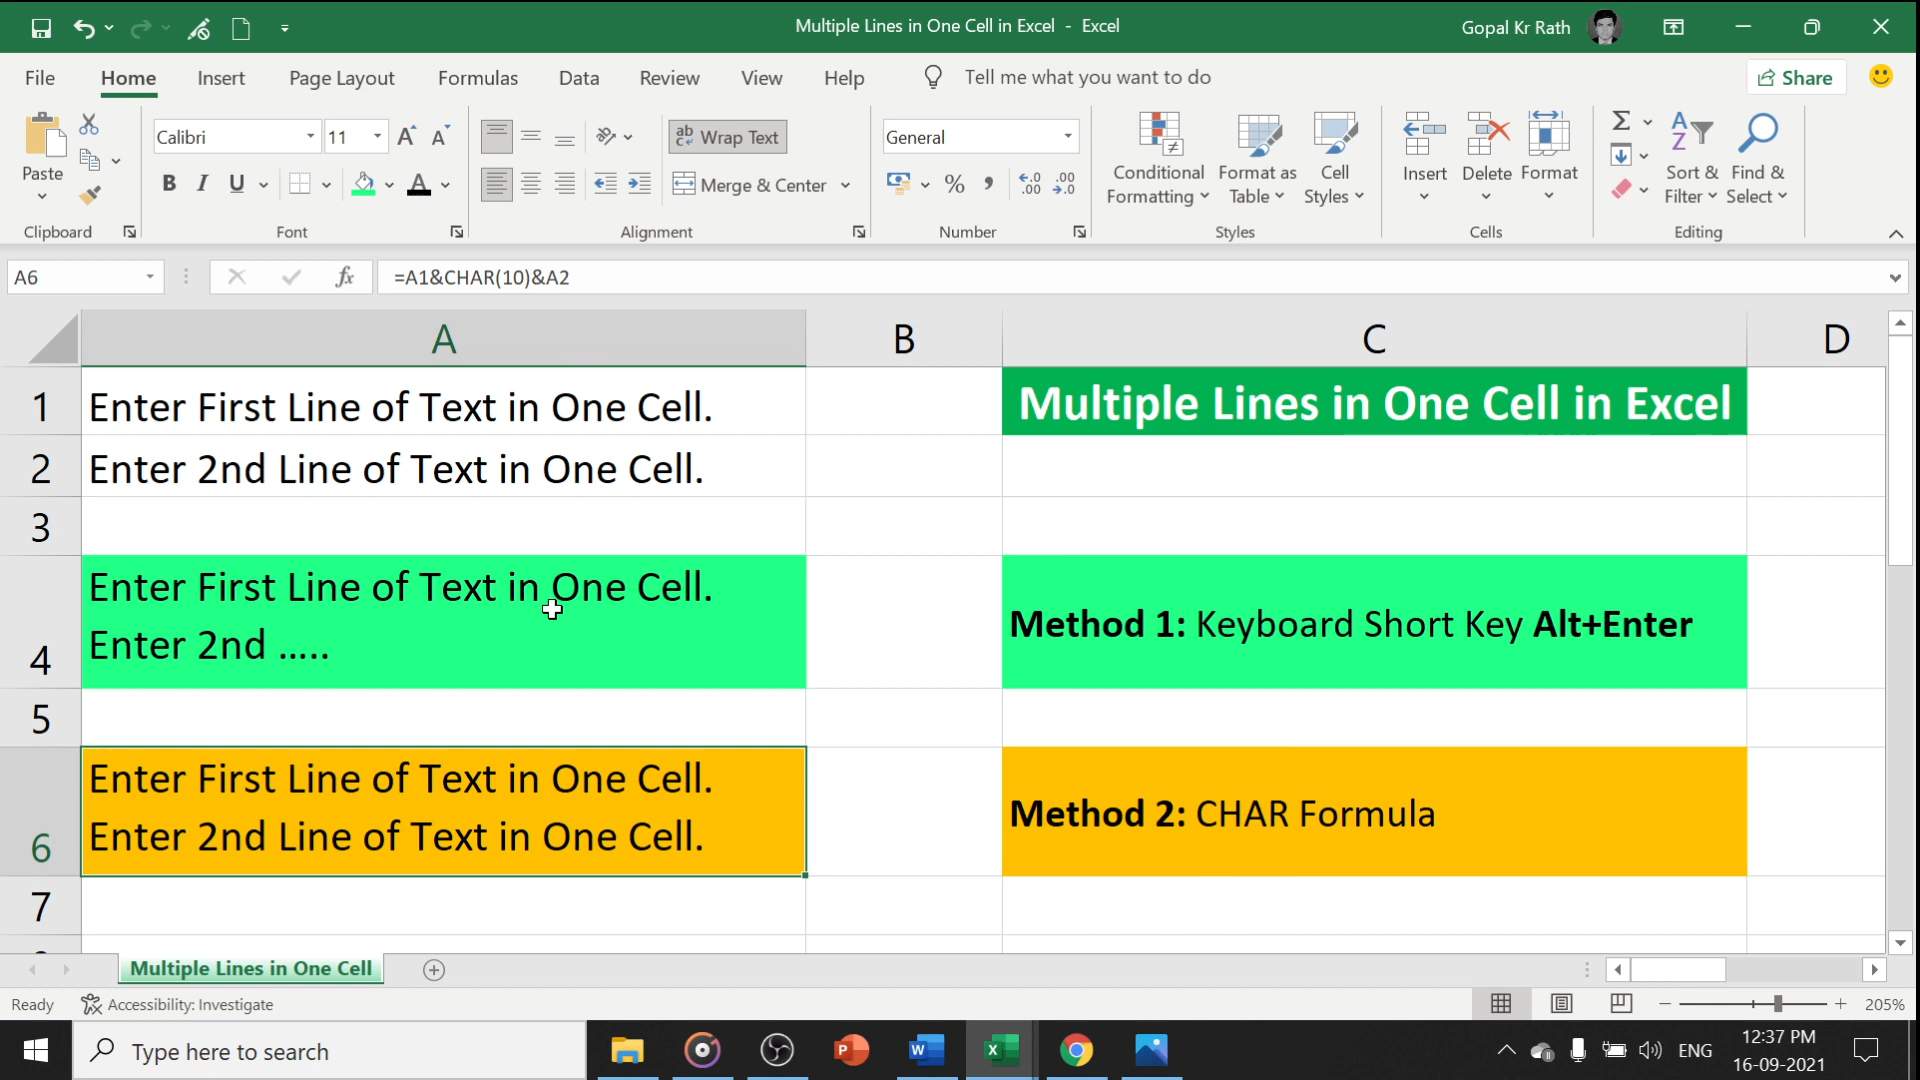 Multiple Lines in One Cell in Excel - Excel
Gopal Kr Rath
File Home Insert Page Layout Formulas Data Review View Help Tell me what you want to do Share
Paste
Calibri 11
B I U
ab Wrap Text
Merge & Center
General
% , .00 .00
Conditional Formatting
Format as Table
Cell Styles
Insert Delete Format
Sort & Filter
Find & Select
Clipboard Font Alignment Number Styles Cells Editing
A6 fx =A1&CHAR(10)&A2
A B C D
1 Enter First Line of Text in One Cell. Multiple Lines in One Cell in Excel
2 Enter 2nd Line of Text in One Cell.
3
4 Enter First Line of Text in One Cell.
Enter 2nd .....
Method 1: Keyboard Short Key Alt+Enter
5
6 Enter First Line of Text in One Cell.
Enter 2nd Line of Text in One Cell.
Method 2: CHAR Formula
7
Multiple Lines in One Cell
Ready Accessibility: Investigate 205%
Type here to search
ENG
12:37 PM
16-09-2021